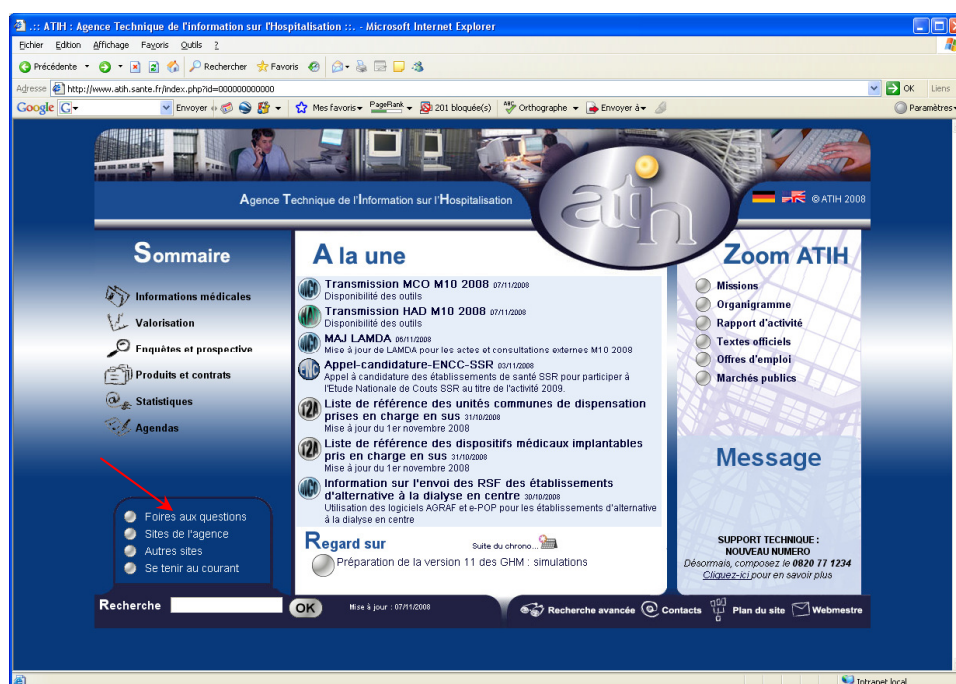 .:: ATIH : Agence Technique de l'information sur l'Hospitalisation ::. - Microsoft Internet Explorer
Fichier Edition Affichage Favoris Outils ?
Précédente Rechercher Favoris
Adresse http://www.atih.sante.fr/index.php?id=000000000000 OK Liens
Google G Envoyer Mes favoris PageRank 201 bloquée(s) Orthographe Envoyer à Paramètres
Agence Technique de l'Information sur l'Hospitalisation
atih
© ATIH 2008
Sommaire
Informations médicales
Valorisation
Enquêtes et prospective
Produits et contrats
Statistiques
Agendas
Foires aux questions
Sites de l'agence
Autres sites
Se tenir au courant
A la une
Transmission MCO M10 2008 07/11/2008
Disponibilité des outils
Transmission HAD M10 2008 07/11/2008
Disponibilité des outils
MAJ LAMDA 06/11/2008
Mise à jour de LAMDA pour les actes et consultations externes M10 2008
Appel-candidature-ENCC-SSR 03/11/2008
Appel à candidature des établissements de santé SSR pour participer à
l'Etude Nationale de Couts SSR au titre de l'activité 2009.
Liste de référence des unités communes de dispensation
prises en charge en sus 31/10/2008
Mise à jour du 1er novembre 2008
Liste de référence des dispositifs médicaux implantables
pris en charge en sus 31/10/2008
Mise à jour du 1er novembre 2008
Information sur l'envoi des RSF des établissements
d'alternative à la dialyse en centre 30/10/2008
Utilisation des logiciels AGRAF et e-POP pour les établissements d'alternative
à la dialyse en centre
Regard sur Suite du chrono...
Préparation de la version 11 des GHM : simulations
Zoom ATIH
Missions
Organigramme
Rapport d'activité
Textes officiels
Offres d'emploi
Marchés publics
Message
SUPPORT TECHNIQUE :
NOUVEAU NUMERO
Désormais, composez le 0820 77 1234
Cliquez-ici pour en savoir plus
Recherche OK Mise à jour : 07/11/2008 Recherche avancée Contacts Plan du site Webmestre
Intranet local